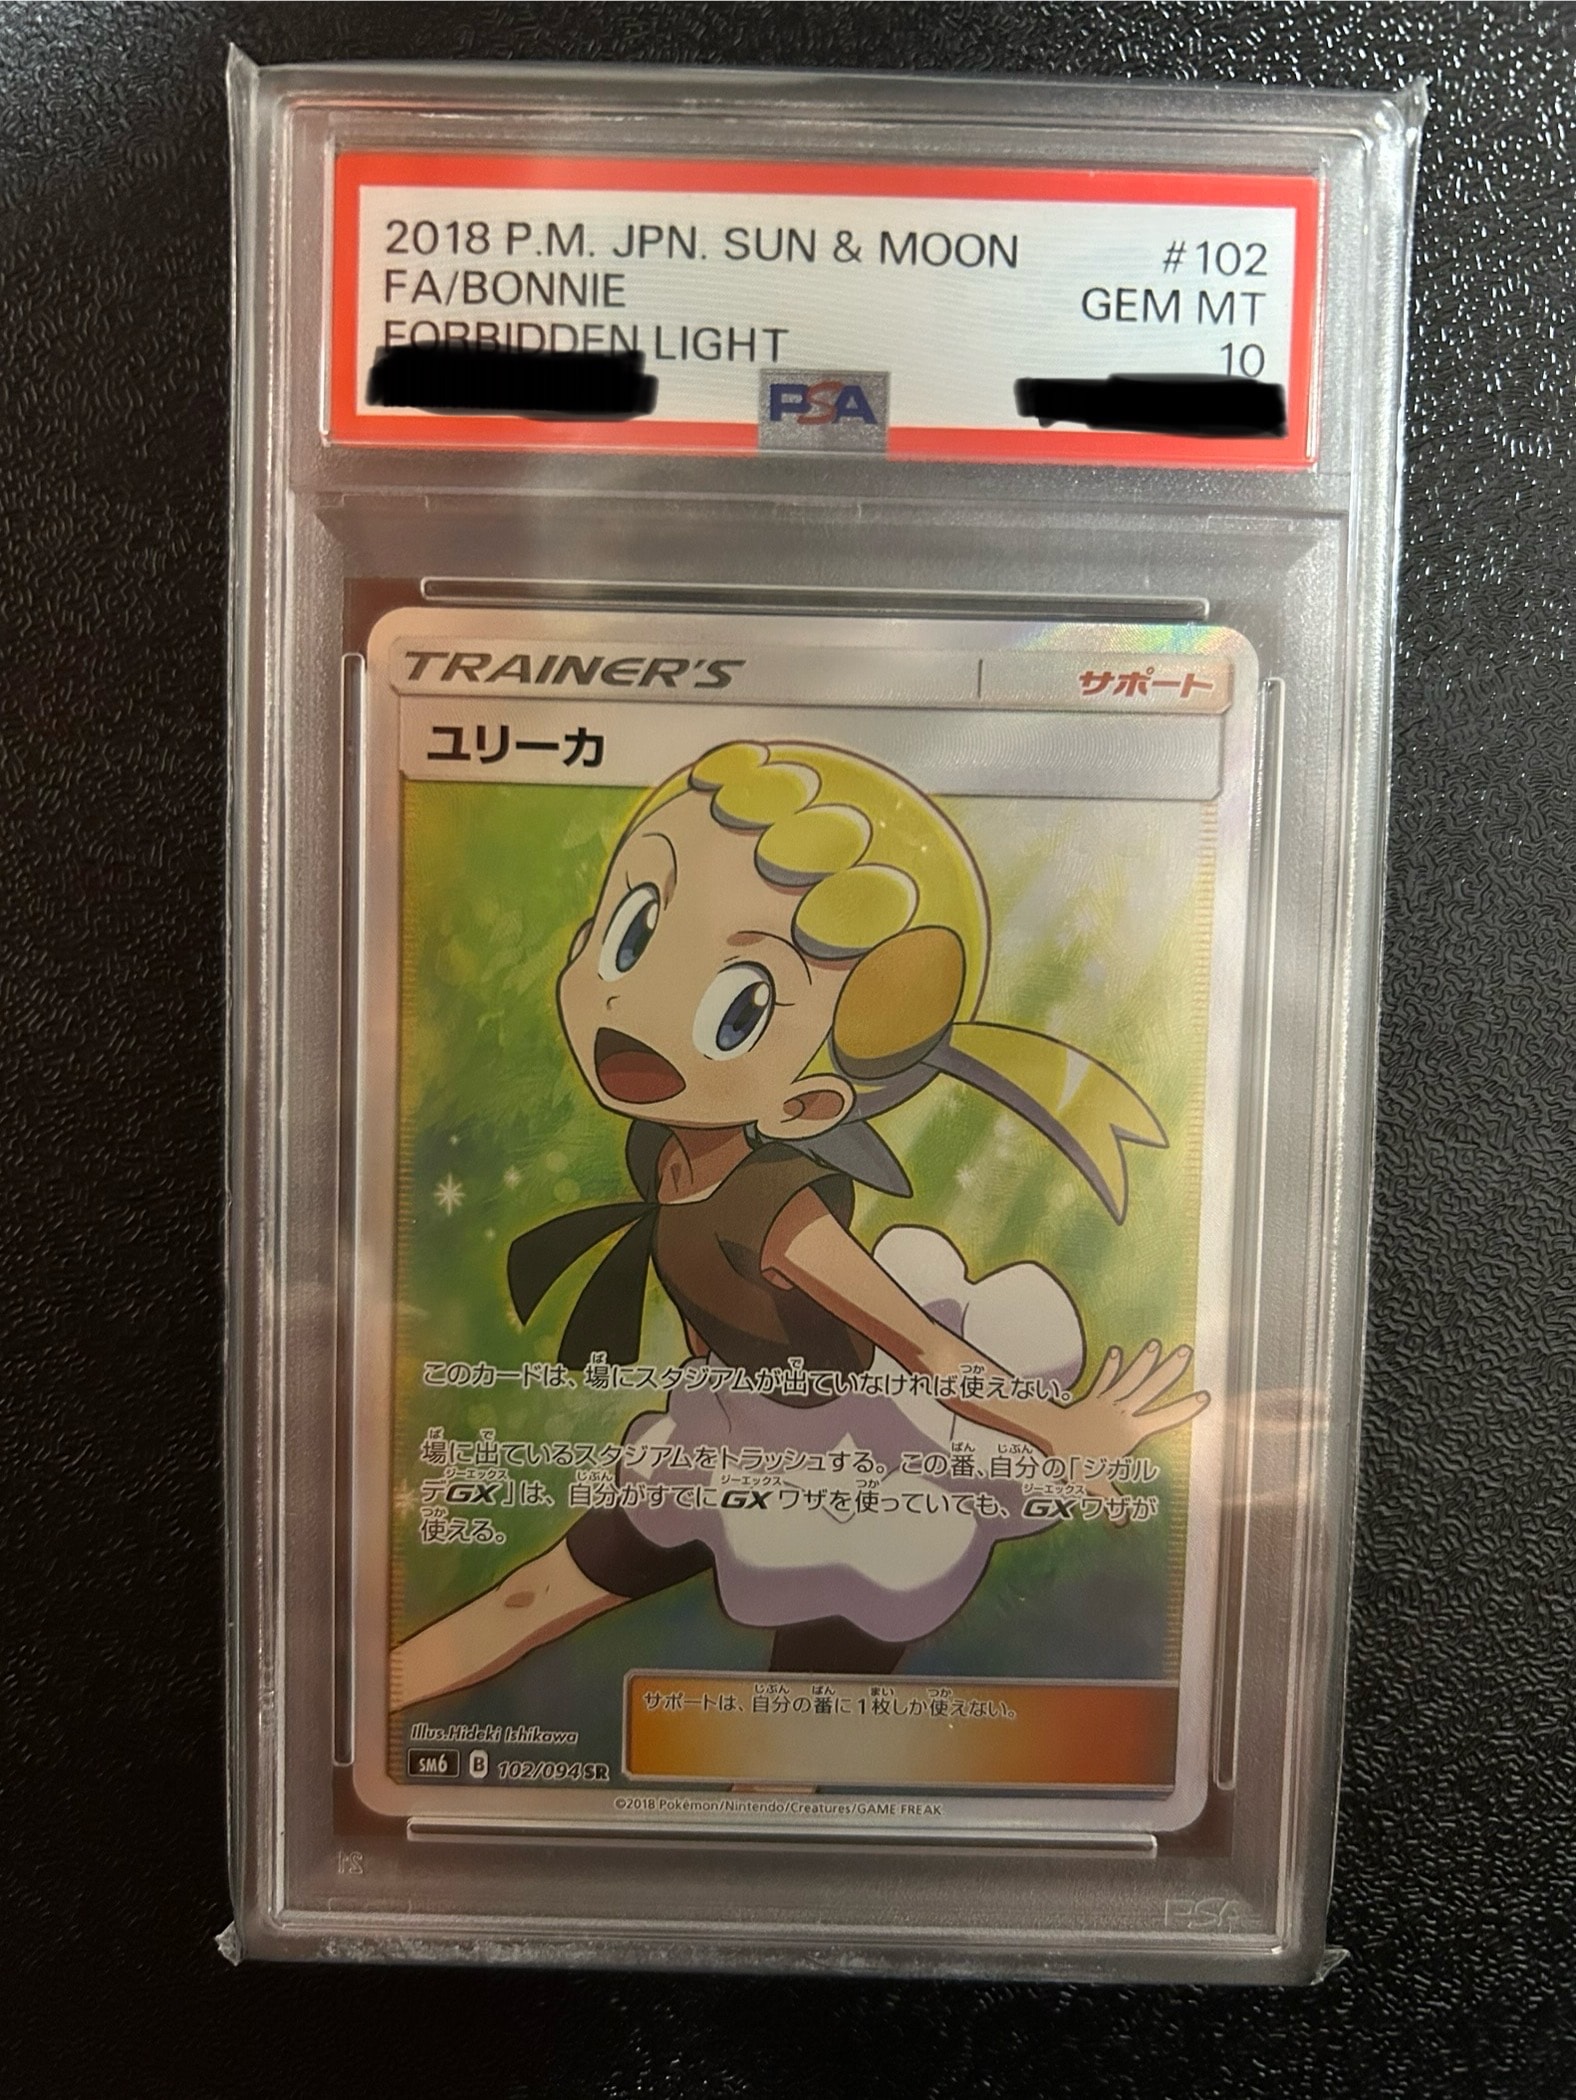 2018 P.M. JPN. SUN & MOON #102
FA/BONNIE GEM MT
FORBIDDEN LIGHT 10
PSA
TRAINER'S サポート
ユリーカ
このカードは、場にスタジアムが出ていなければ使えない。
場に出ているスタジアムをトラッシュする。この番、自分の「ジガル
デGX」は、自分がすでにGXワザを使っていても、GXワザが
使える。
サポートは、自分の番に1枚しか使えない。
Illus.Hideki Ishikawa
SM6 B 102/094 SR
©2018 Pokémon/Nintendo/Creatures/GAME FREAK
PSA